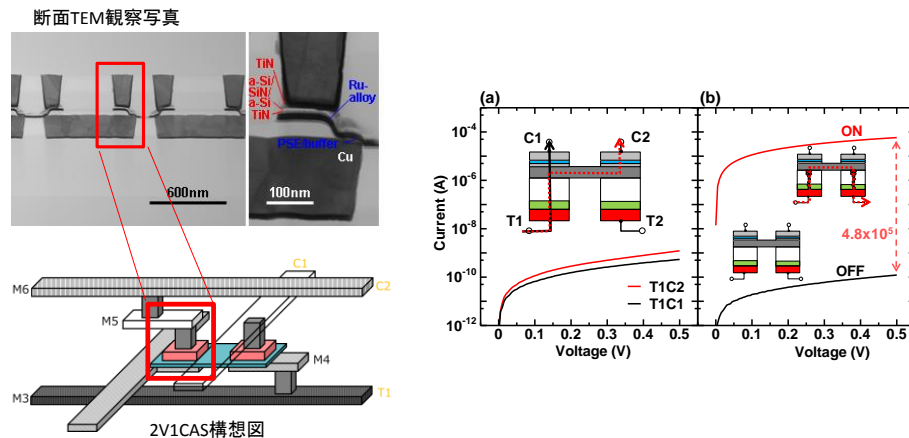 断面TEM観察写真
TiN
a-Si/
SiN/
a-Si/
TiN
Ru-
alloy
PSE/buffer
Cu
600nm
100nm
C1
C2
M6
M5
M4
M3
T1
2V1CAS構想図
(a)
C1
C2
T1
T2
T1C2
T1C1
Current (A)
10-4
10-6
10-8
10-10
10-12
0.0 0.1 0.2 0.3 0.4 0.5
Voltage (V)
(b)
ON
4.8x10⁵
OFF
0.0 0.1 0.2 0.3 0.4 0.5
Voltage (V)